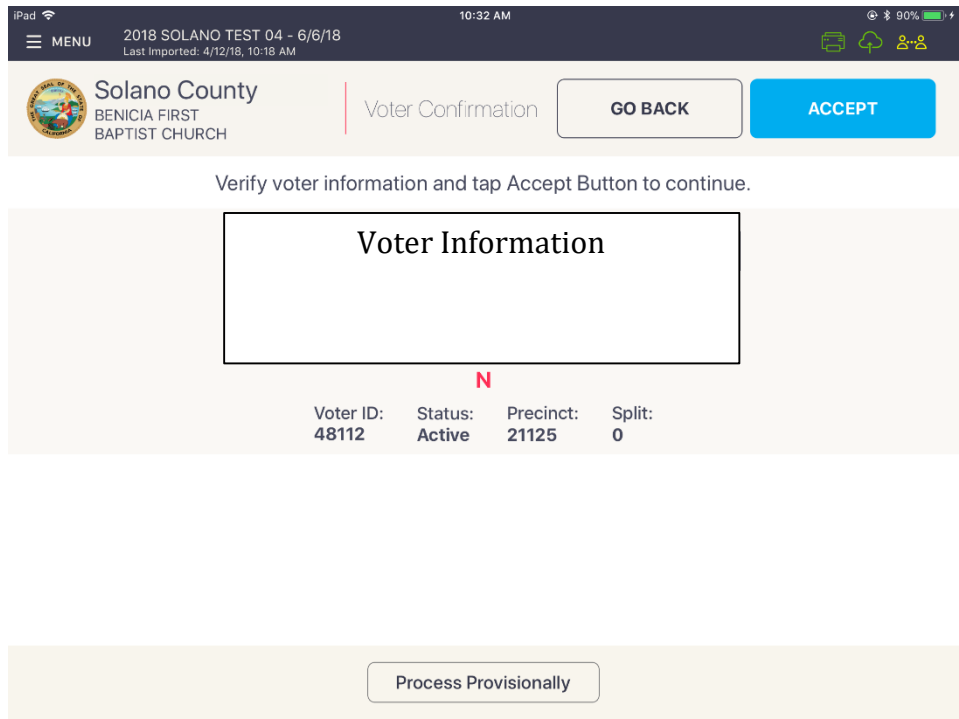 iPad 10:32 AM 90%
MENU
2018 SOLANO TEST 04 - 6/6/18
Last Imported: 4/12/18, 10:18 AM
Solano County
BENICIA FIRST
BAPTIST CHURCH
Voter Confirmation
GO BACK
ACCEPT
Verify voter information and tap Accept Button to continue.
Voter Information
N
Voter ID: Status: Precinct: Split:
48112 Active 21125 0
Process Provisionally